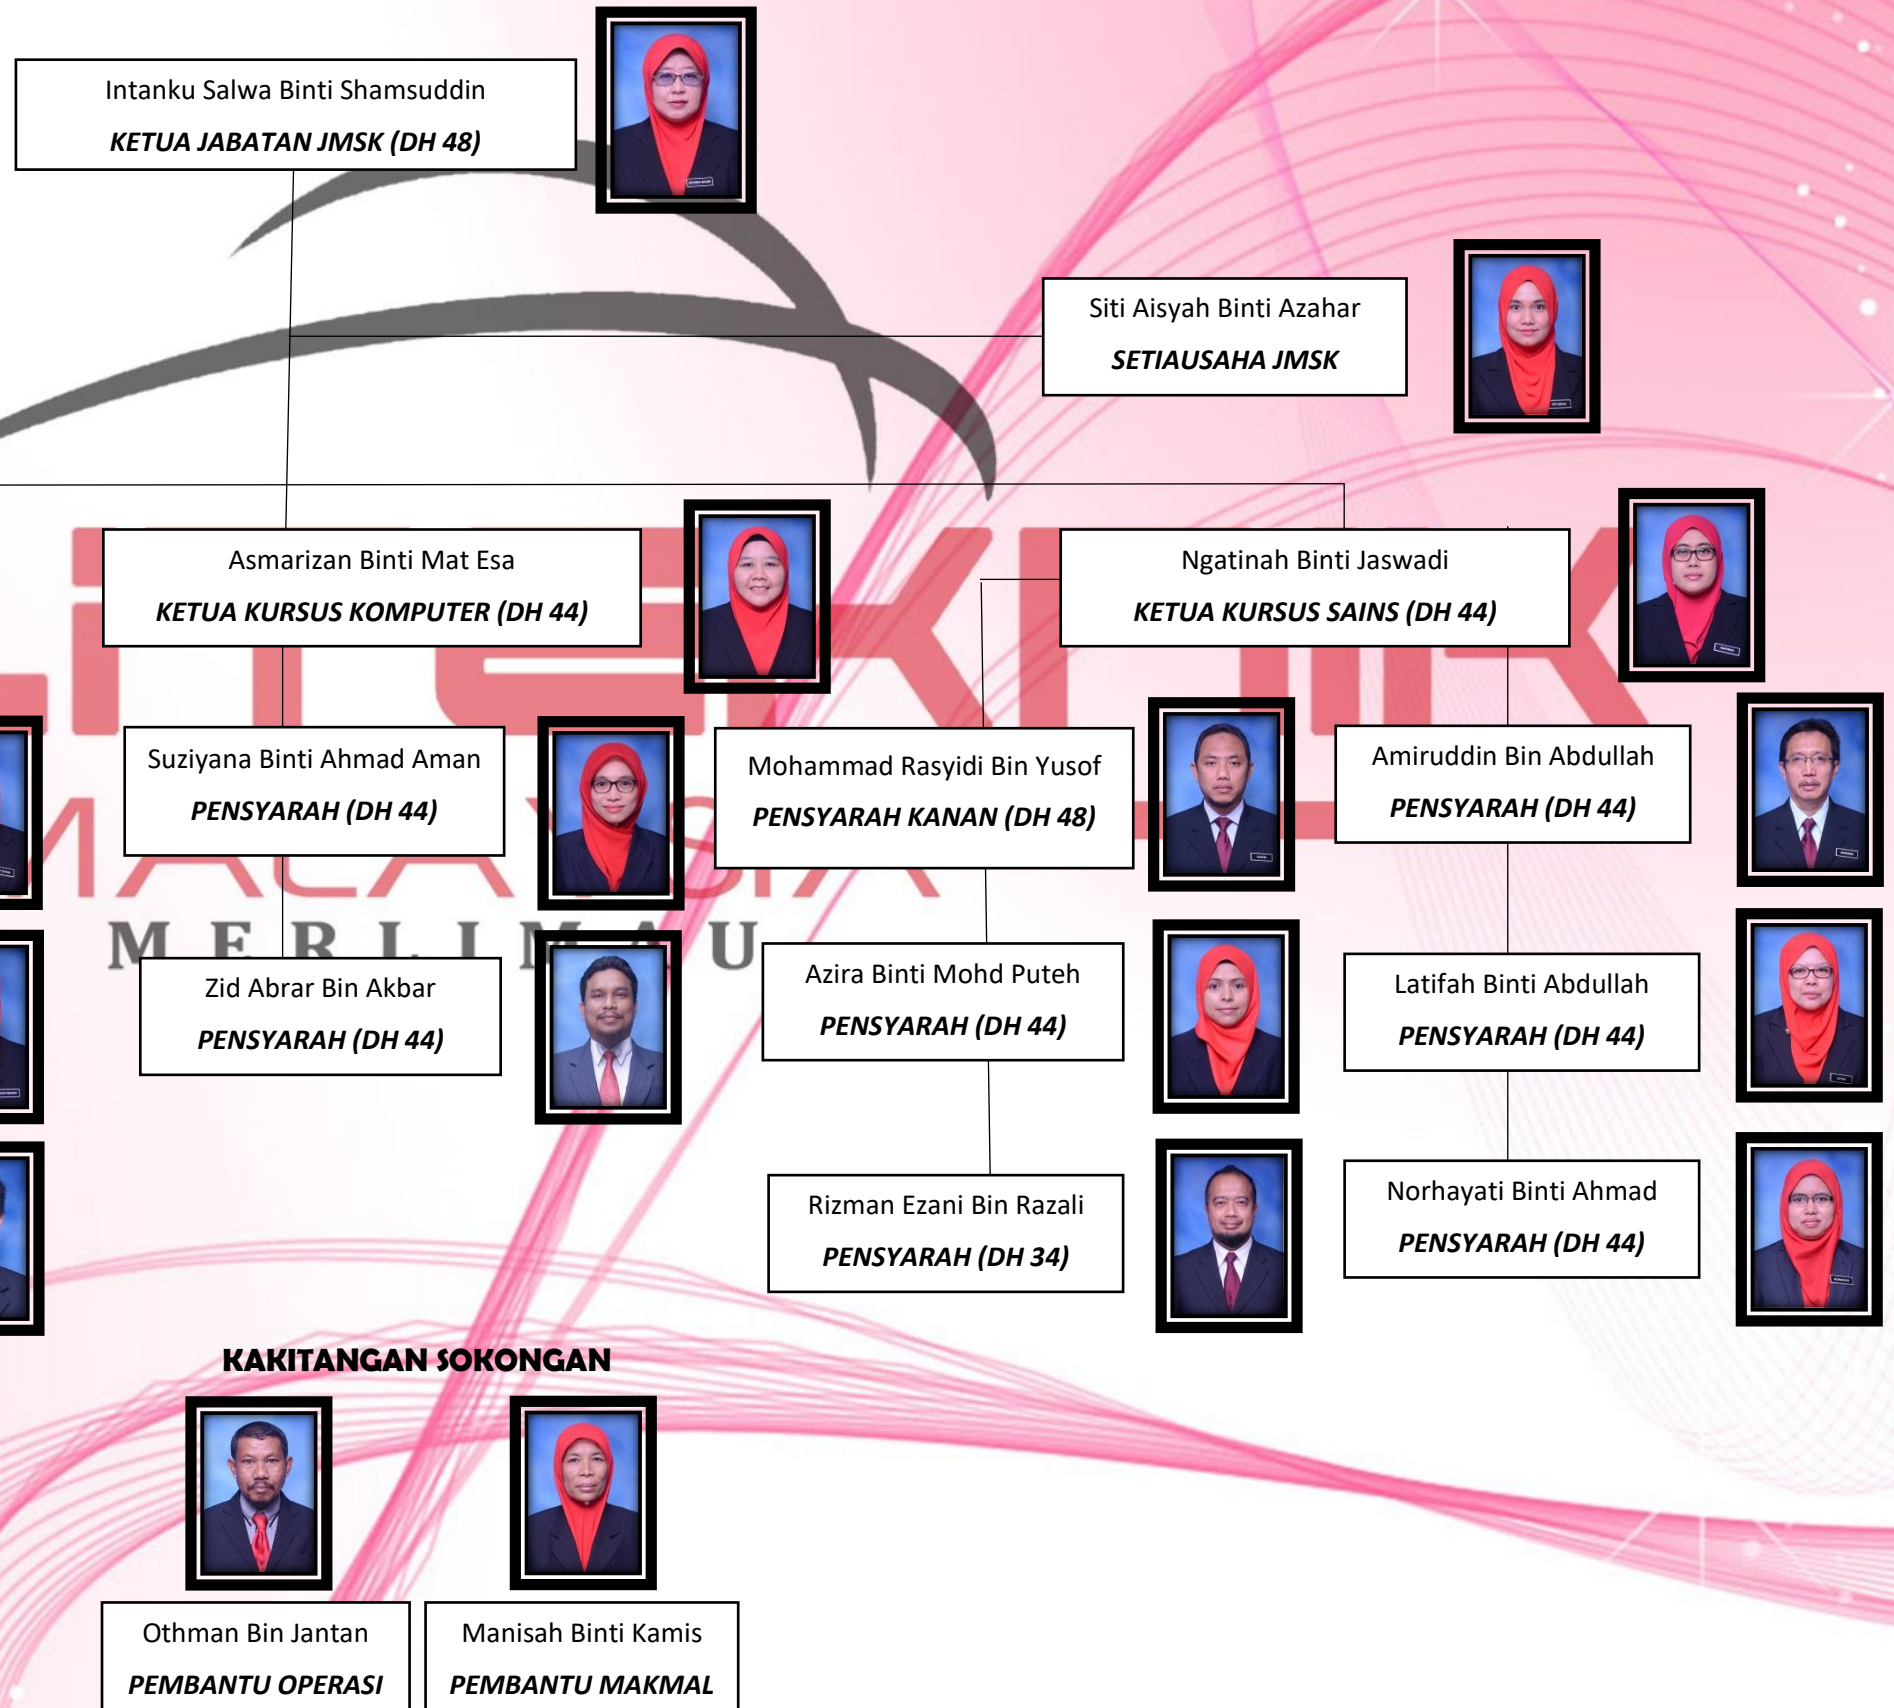 Intanku Salwa Binti Shamsuddin
KETUA JABATAN JMSK (DH 48)
Siti Aisyah Binti Azahar
SETIAUSAHA JMSK
Asmarizan Binti Mat Esa
KETUA KURSUS KOMPUTER (DH 44)
Ngatinah Binti Jaswadi
KETUA KURSUS SAINS (DH 44)
Suziyana Binti Ahmad Aman
PENSYARAH (DH 44)
Mohammad Rasyidi Bin Yusof
PENSYARAH KANAN (DH 48)
Amiruddin Bin Abdullah
PENSYARAH (DH 44)
MALAYSIA
MERLIMAU
Zid Abrar Bin Akbar
PENSYARAH (DH 44)
Azira Binti Mohd Puteh
PENSYARAH (DH 44)
Latifah Binti Abdullah
PENSYARAH (DH 44)
Rizman Ezani Bin Razali
PENSYARAH (DH 34)
Norhayati Binti Ahmad
PENSYARAH (DH 44)
KAKITANGAN SOKONGAN
Othman Bin Jantan
PEMBANTU OPERASI
Manisah Binti Kamis
PEMBANTU MAKMAL